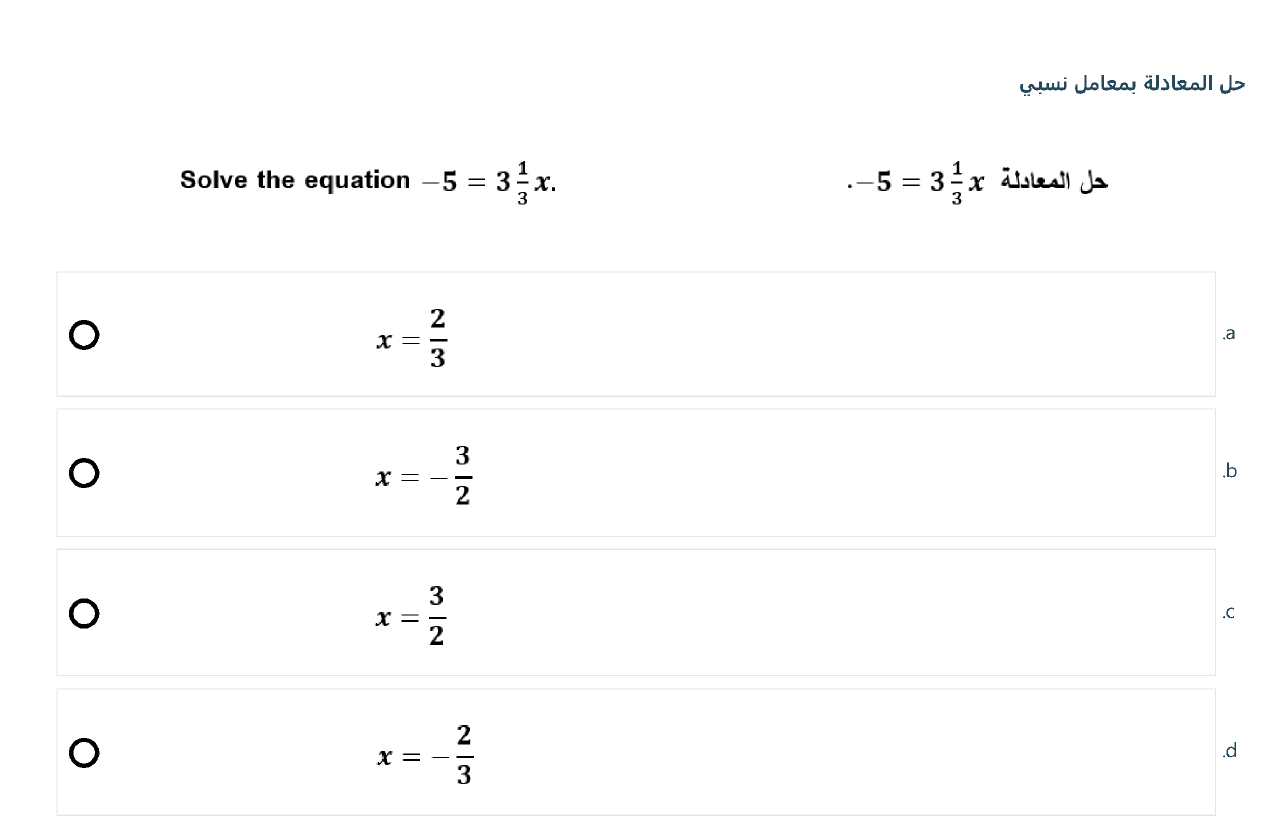 حل المعادلة بمعامل نسبي
Solve the equation −5 = 3 1/3 x.
حل المعادلة −5 = 3 1/3 x.
x = 2/3
.a
x = − 3/2
.b
x = 3/2
.c
x = − 2/3
.d